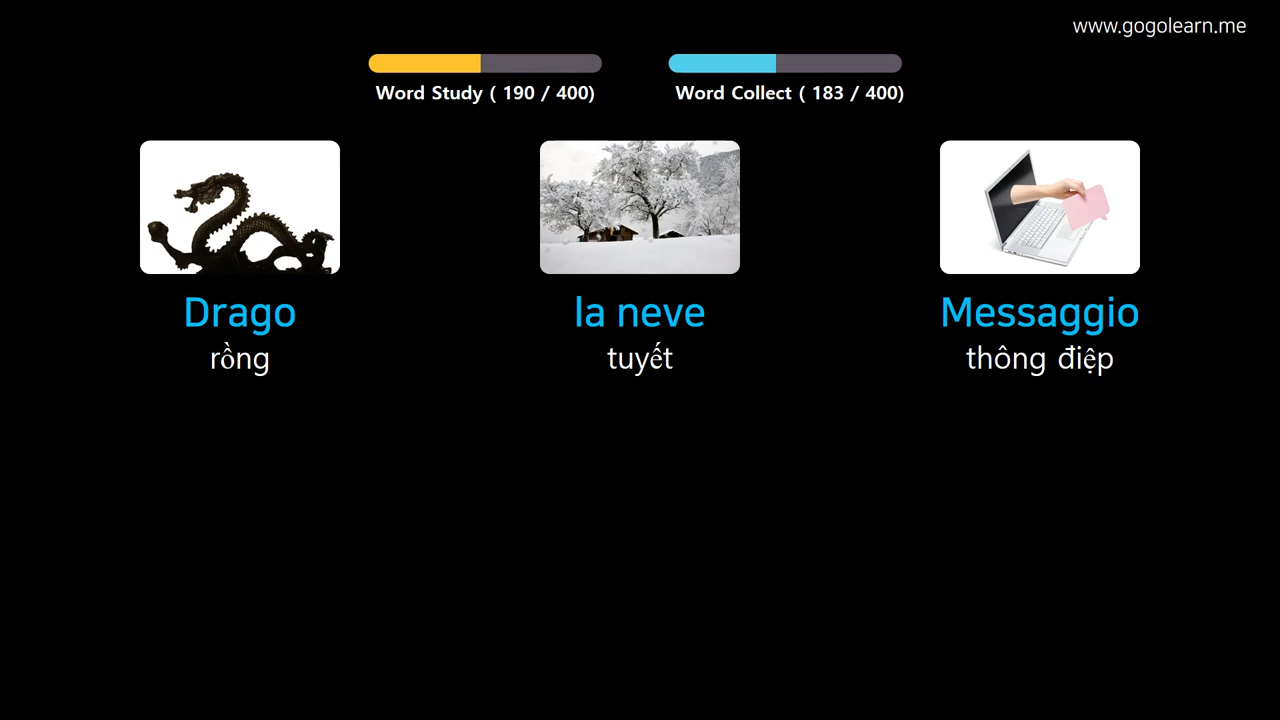 www.gogolearn.me
Word Study ( 190 / 400)
Word Collect ( 183 / 400)
Drago
la neve
Messaggio
rồng
tuyết
thông điệp